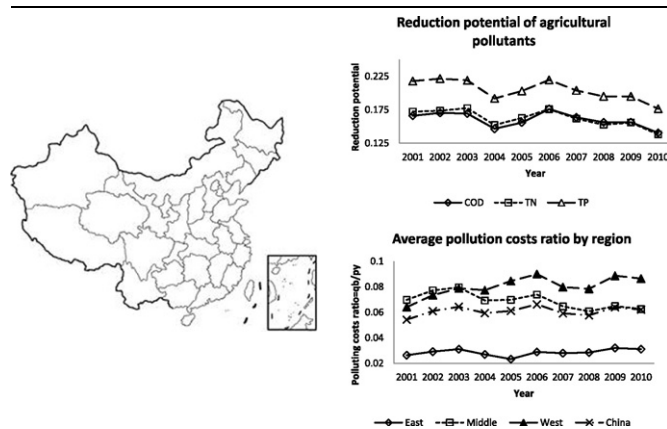 Reduction potential of agricultural
pollutants
Reduction potential
0.225
0.175
0.125
2001 2002 2003 2004 2005 2006 2007 2008 2009 2010
Year
COD TN TP
Average pollution costs ratio by region
Polluting costs ratio=qb/py
0.1
0.08
0.06
0.04
0.02
2001 2002 2003 2004 2005 2006 2007 2008 2009 2010
Year
East Middle West China